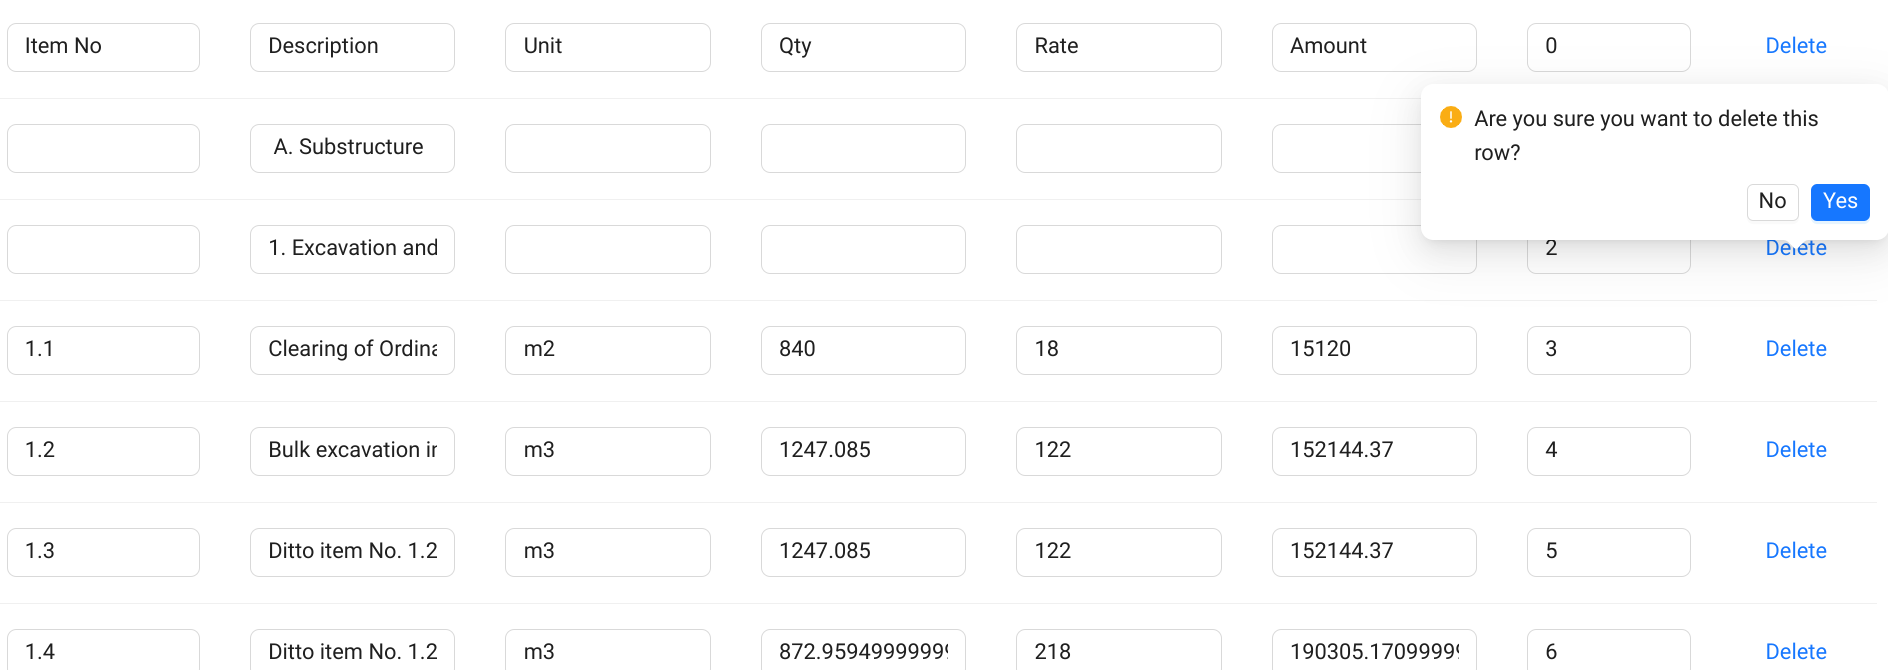 Item No Description Unit Qty Rate Amount 0 Delete
Are you sure you want to delete this
row?
A. Substructure
No Yes
1. Excavation and 2 Delete
1.1 Clearing of Ordina m2 840 18 15120 3 Delete
1.2 Bulk excavation in m3 1247.085 122 152144.37 4 Delete
1.3 Ditto item No. 1.2 m3 1247.085 122 152144.37 5 Delete
1.4 Ditto item No. 1.2 m3 872.9594999999 218 190305.17099999 6 Delete